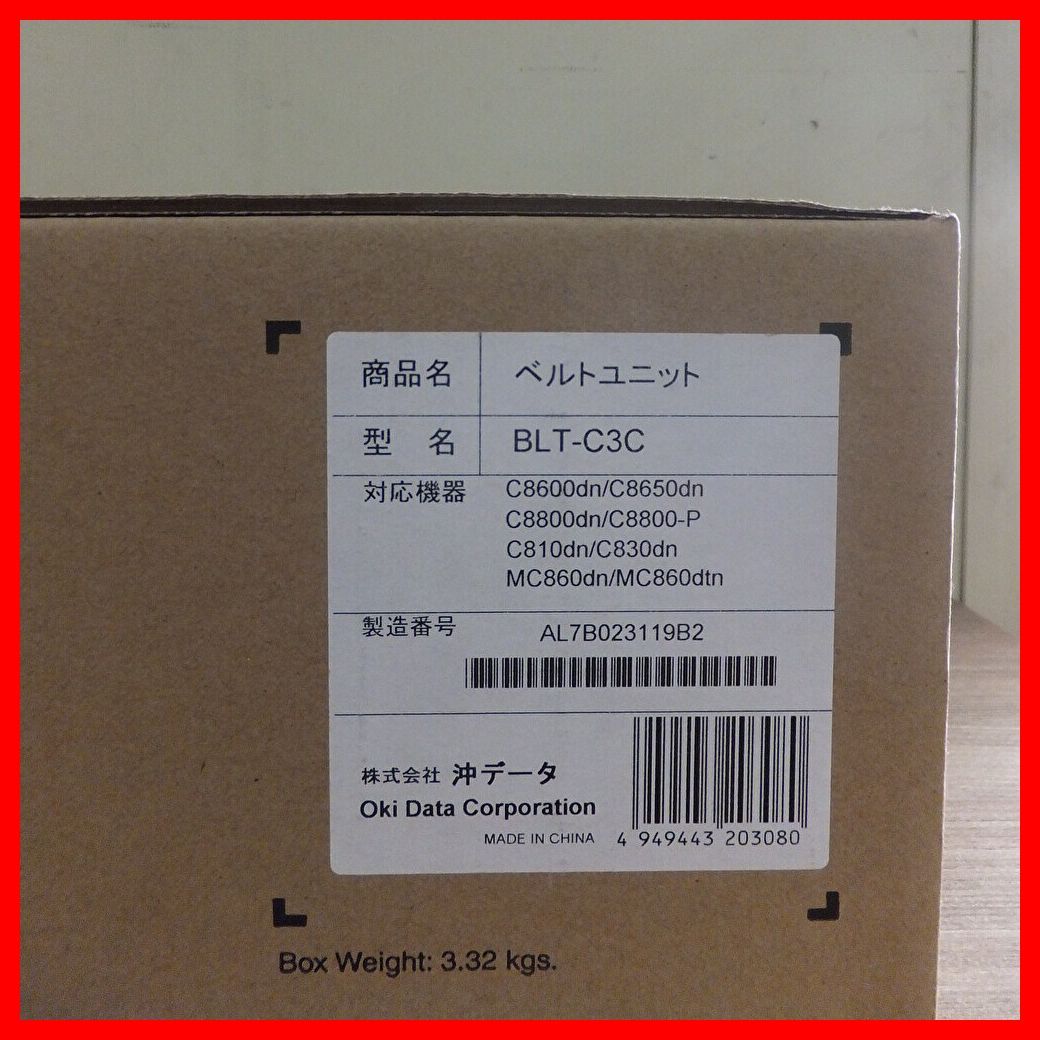 商品名 ベルトユニット
型 名 BLT-C3C
対応機器 C8600dn/C8650dn
C8800dn/C8800-P
C810dn/C830dn
MC860dn/MC860dtn
製造番号 AL7B023119B2
株式会社 沖データ
Oki Data Corporation
MADE IN CHINA 4 949443 203080
Box Weight: 3.32 kgs.